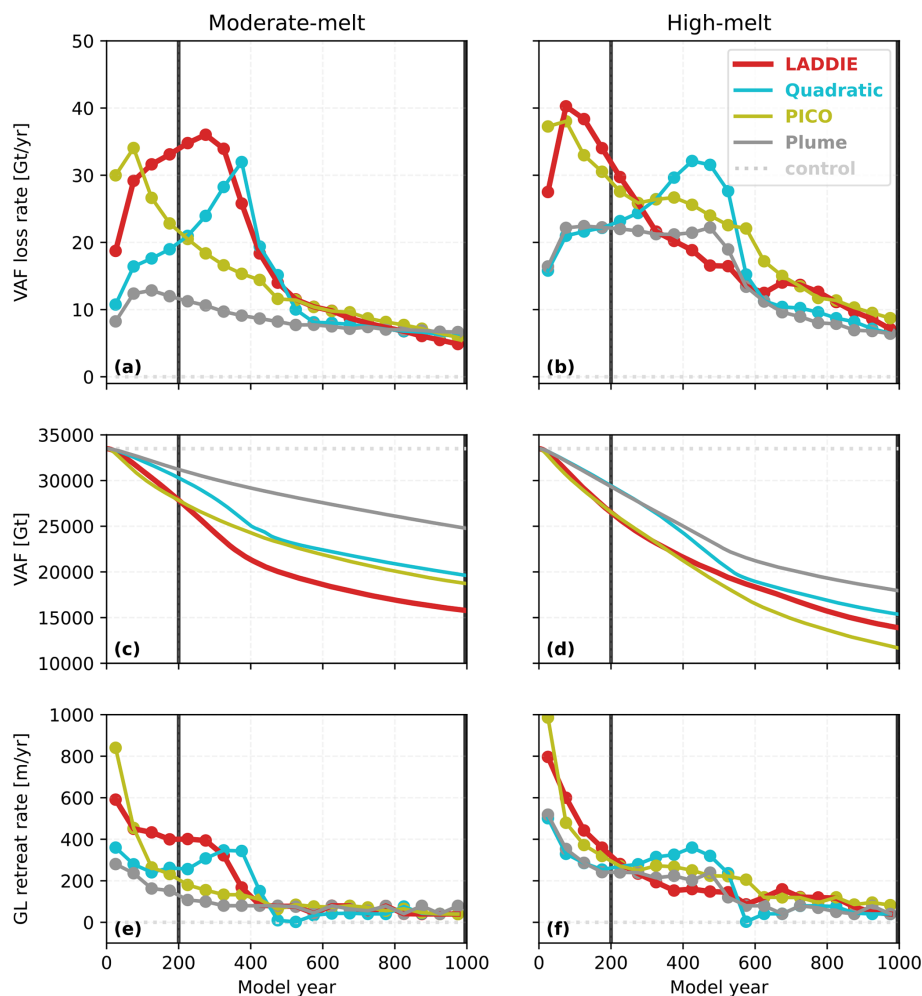 Moderate-melt
High-melt
VAF loss rate [Gt/yr]
50
40
30
20
10
0
(a)
(b)
LADDIE
Quadratic
PICO
Plume
control
VAF [Gt]
35000
30000
25000
20000
15000
10000
(c)
(d)
GL retreat rate [m/yr]
1000
800
600
400
200
0
(e)
(f)
0 200 400 600 800 1000
0 200 400 600 800 1000
Model year
Model year